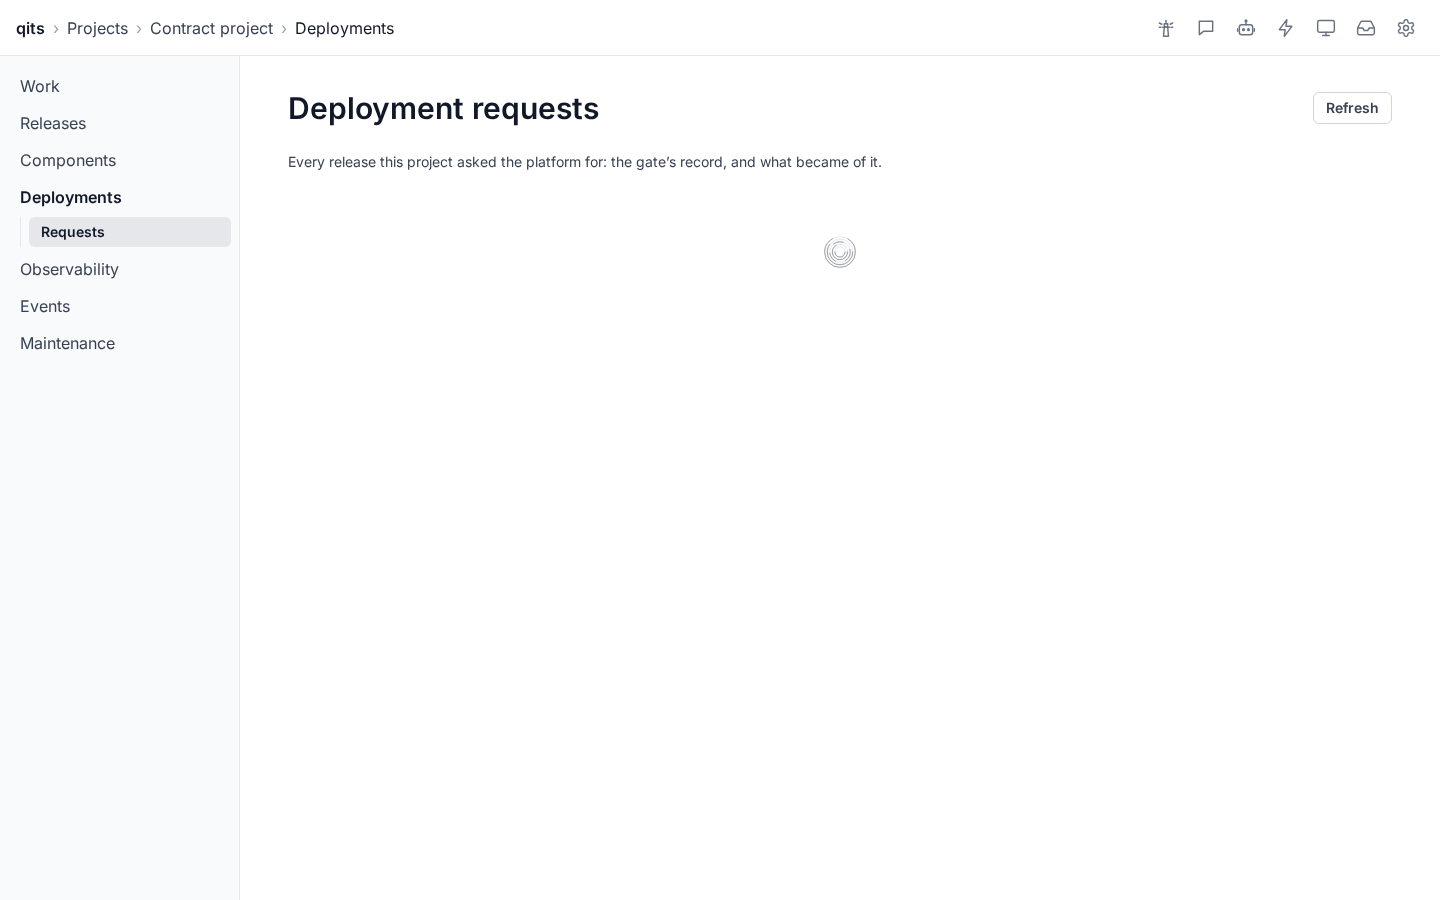 qits › Projects › Contract project › Deployments
Work
Releases
Components
Deployments
Requests
Observability
Events
Maintenance
Deployment requests
Refresh
Every release this project asked the platform for: the gate’s record, and what became of it.